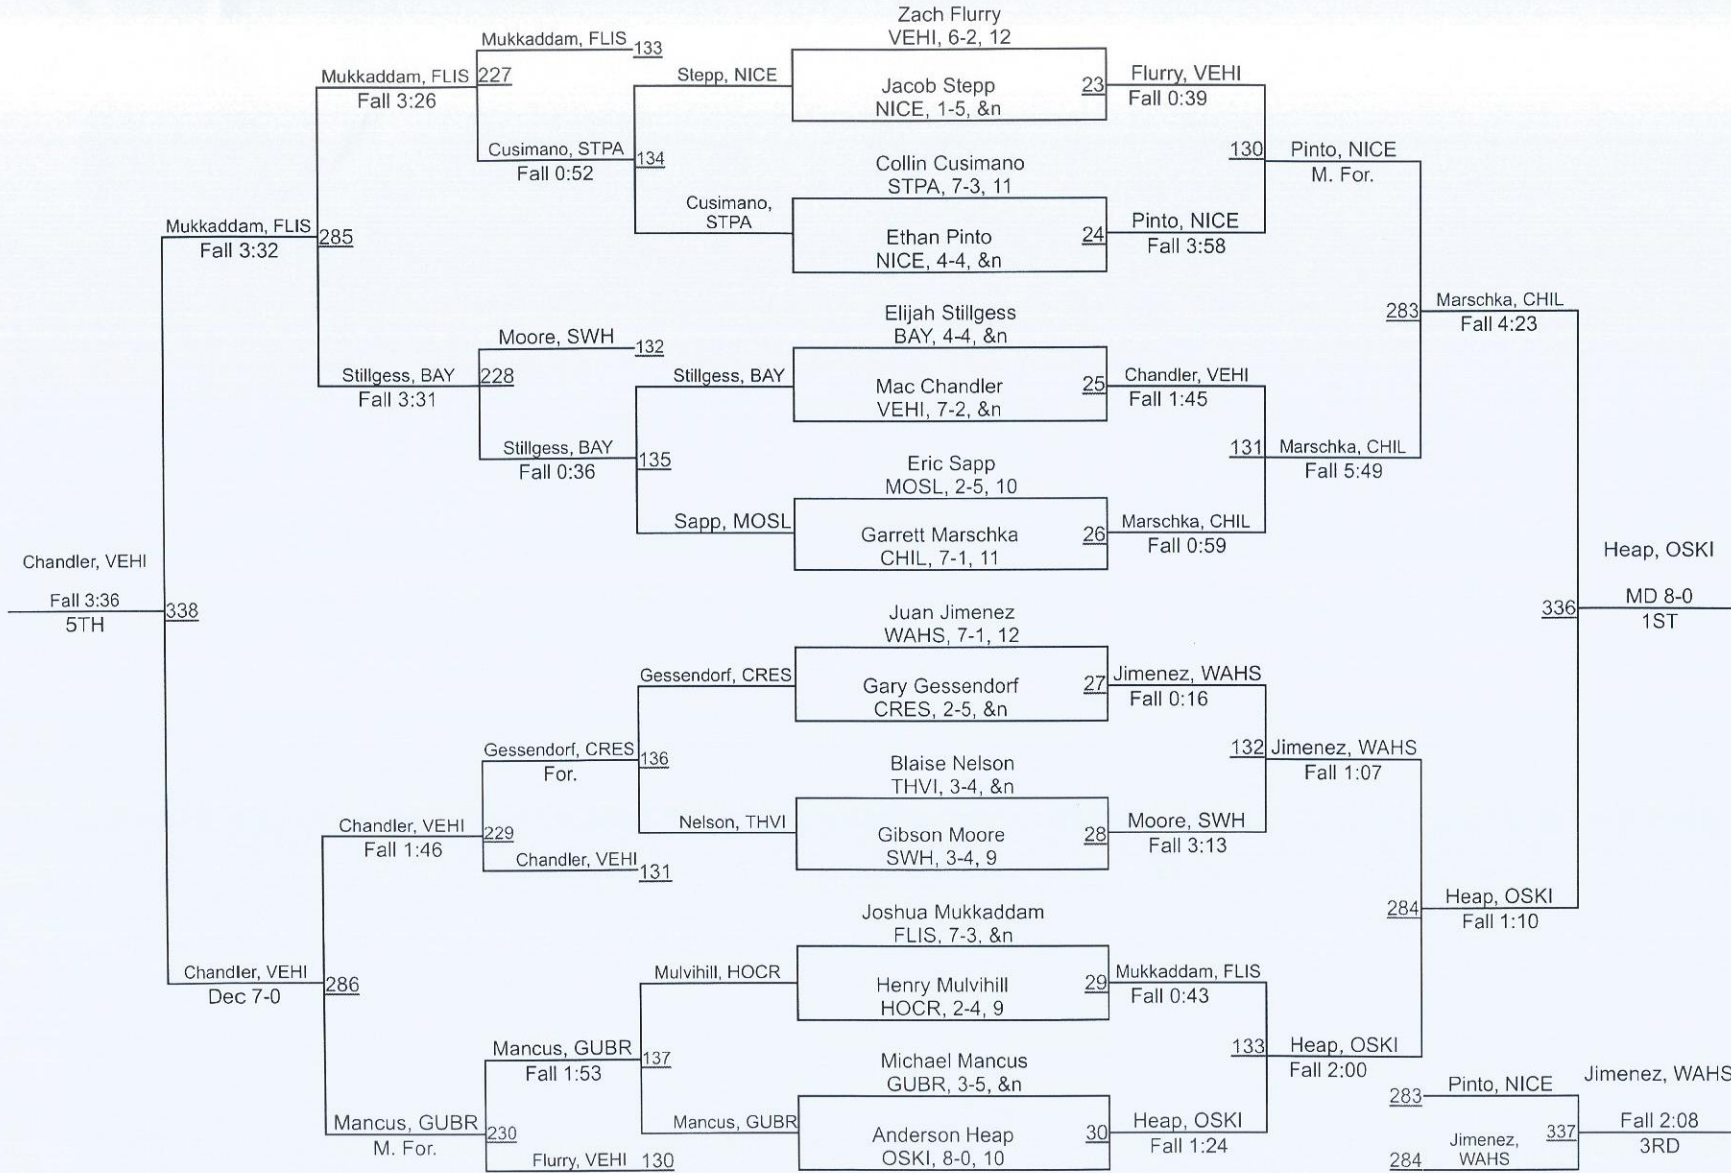 Zach Flurry
VEHI, 6-2, 12
Mukkaddam, FLIS
133
Mukkaddam, FLIS
227
Fall 3:26
Stepp, NICE
Jacob Stepp
NICE, 1-5, &n
23
Flurry, VEHI
Fall 0:39
Cusimano, STPA
134
Fall 0:52
Collin Cusimano
STPA, 7-3, 11
130
Pinto, NICE
M. For.
Cusimano,
STPA
Ethan Pinto
NICE, 4-4, &n
24
Pinto, NICE
Fall 3:58
Mukkaddam, FLIS
285
Fall 3:32
Elijah Stillgess
BAY, 4-4, &n
283
Marschka, CHIL
Fall 4:23
Moore, SWH
132
Stillgess, BAY
228
Fall 3:31
Stillgess, BAY
Mac Chandler
VEHI, 7-2, &n
25
Chandler, VEHI
Fall 1:45
Stillgess, BAY
135
Fall 0:36
Eric Sapp
MOSL, 2-5, 10
131
Marschka, CHIL
Fall 5:49
Sapp, MOSL
Garrett Marschka
CHIL, 7-1, 11
26
Marschka, CHIL
Fall 0:59
Chandler, VEHI
Fall 3:36
338
5TH
Heap, OSKI
336
MD 8-0
1ST
Juan Jimenez
WAHS, 7-1, 12
Gessendorf, CRES
Gary Gessendorf
CRES, 2-5, &n
27
Jimenez, WAHS
Fall 0:16
Gessendorf, CRES
136
For.
Blaise Nelson
THVI, 3-4, &n
132
Jimenez, WAHS
Fall 1:07
Nelson, THVI
Gibson Moore
SWH, 3-4, 9
28
Moore, SWH
Fall 3:13
Chandler, VEHI
229
Fall 1:46
Chandler, VEHI
131
Joshua Mukkaddam
FLIS, 7-3, &n
284
Heap, OSKI
Fall 1:10
Chandler, VEHI
286
Dec 7-0
Mulvihill, HOCR
Henry Mulvihill
HOCR, 2-4, 9
29
Mukkaddam, FLIS
Fall 0:43
Mancus, GUBR
137
Fall 1:53
Michael Mancus
GUBR, 3-5, &n
133
Heap, OSKI
Fall 2:00
Mancus, GUBR
230
M. For.
Mancus, GUBR
Anderson Heap
OSKI, 8-0, 10
30
Heap, OSKI
Fall 1:24
Flurry, VEHI
130
283
Pinto, NICE
Jimenez, WAHS
337
Fall 2:08
3RD
284
Jimenez,
WAHS